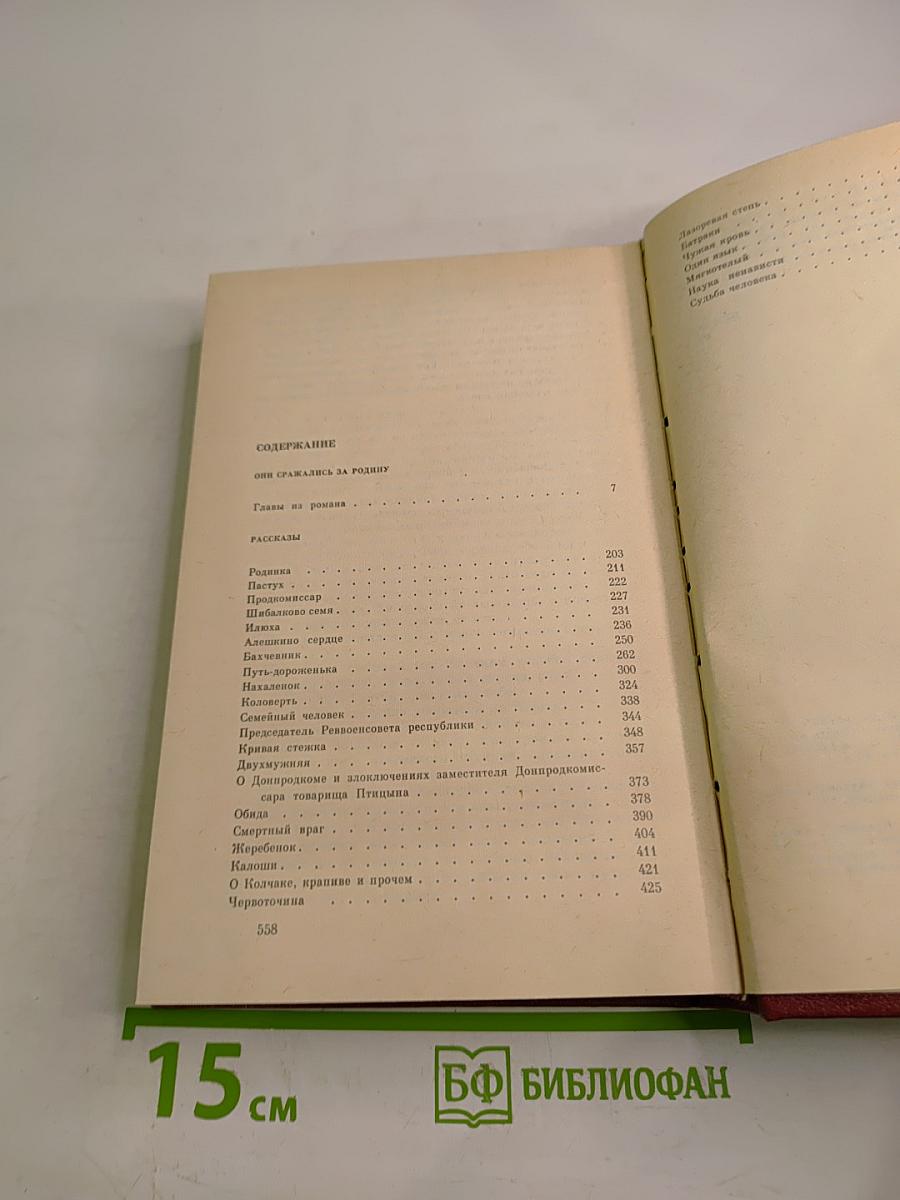 СОДЕРЖАНИЕ
ОНИ СРАЖАЛИСЬ ЗА РОДИНУ
Главы из романа . . . . . . . . . . . . . . . 7
РАССКАЗЫ
Родинка . . . . . . . . . . . . . . . 203
Пастух . . . . . . . . . . . . . . . 211
Продкомиссар . . . . . . . . . . . . . . . 222
Шибалково семя . . . . . . . . . . . . . . . 227
Илюха . . . . . . . . . . . . . . . 231
Алешкино сердце . . . . . . . . . . . . . . . 236
Бахчевник . . . . . . . . . . . . . . . 250
Путь-дороженька . . . . . . . . . . . . . . . 262
Нахаленок . . . . . . . . . . . . . . . 300
Коловерть . . . . . . . . . . . . . . . 324
Семейный человек . . . . . . . . . . . . . . . 338
Председатель Реввоенсовета республики . . . . . . . . 344
Кривая стежка . . . . . . . . . . . . . . . 348
Двухмужняя . . . . . . . . . . . . . . . 357
О Донпродкоме и злоключениях заместителя Донпродкомис-
сара товарища Птицына . . . . . . . . . . . . 373
Обида . . . . . . . . . . . . . . . 378
Смертный враг . . . . . . . . . . . . . . . 390
Жеребенок . . . . . . . . . . . . . . . 404
Калоши . . . . . . . . . . . . . . . 411
О Колчаке, крапиве и прочем . . . . . . . . . . . 421
Червоточина . . . . . . . . . . . . . . . 425
558
Лазоревая степь . . . . . . .
Батраки . . . . . . .
Чужая кровь . . . . . . .
Один язык . . . . . . .
Мягкотелый . . . . . . .
Наука ненависти . . . . . . .
Судьба человека . . . . . . .
15 см
БФ БИБЛИОФАН